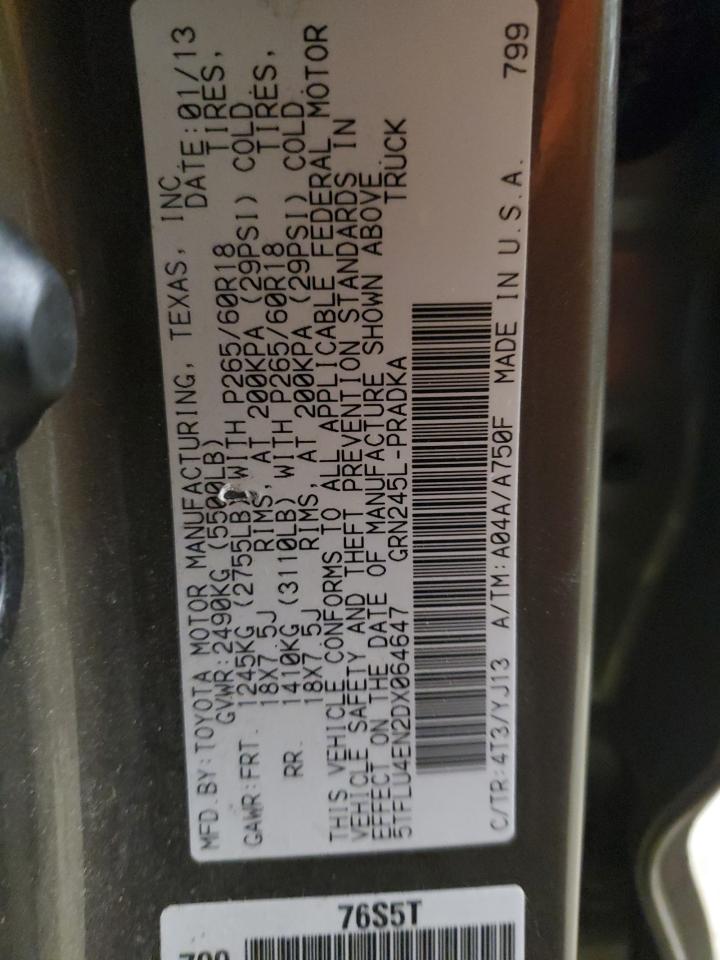 MFD.BY:TOYOTA MOTOR MANUFACTURING, TEXAS, INC.
GVWR:2490KG (5500LB) DATE:01/13
GAWR:FRT. 1245KG (2755LB) WITH P265/60R18 TIRES,
18X7.5J RIMS, AT 200KPA (29PSI) COLD.
RR. 1410KG (3110LB) WITH P265/60R18 TIRES,
18X7.5J RIMS, AT 200KPA (29PSI) COLD
THIS VEHICLE CONFORMS TO ALL APPLICABLE FEDERAL MOTOR
VEHICLE SAFETY AND THEFT PREVENTION STANDARDS IN
EFFECT ON THE DATE OF MANUFACTURE SHOWN ABOVE.
5TFLU4EN2DX064647 GRN245L-PRADKA TRUCK
C/TR:4T3/YJ13 A/TM:A04A/A750F MADE IN U.S.A. 799
76S5T